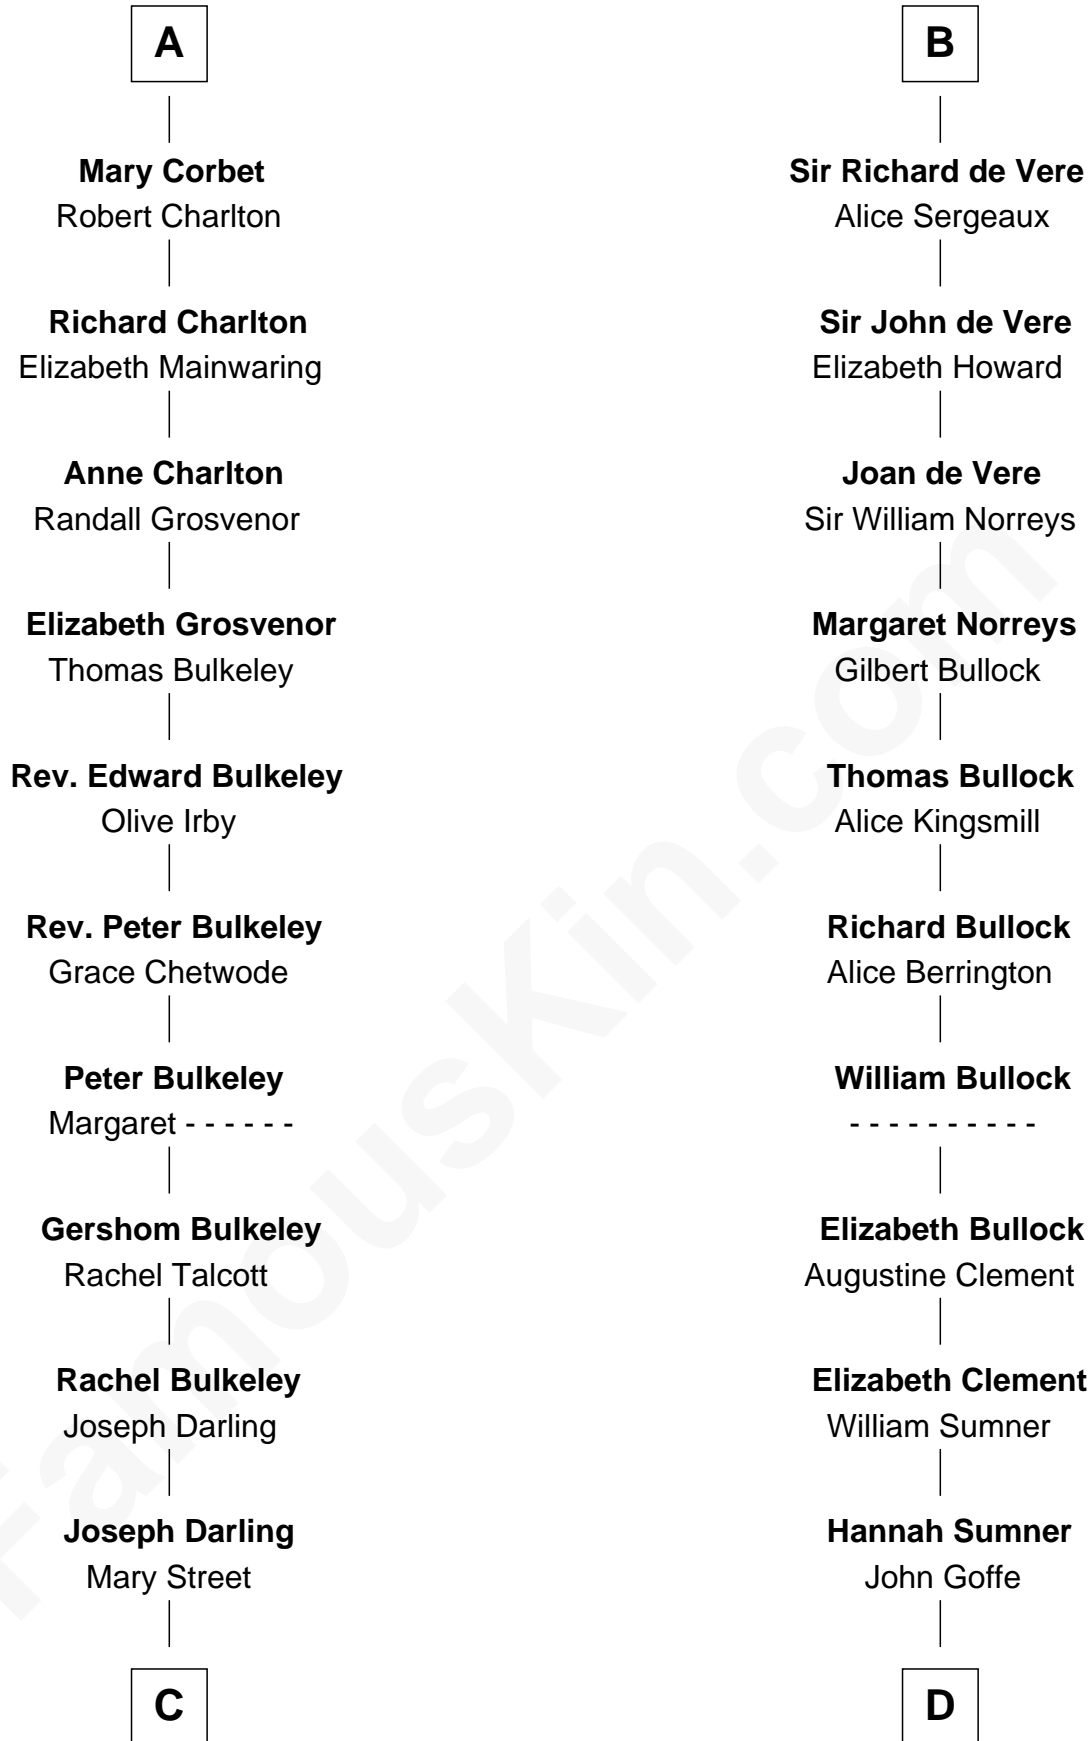 A
Mary Corbet
Robert Charlton
Richard Charlton
Elizabeth Mainwaring
Anne Charlton
Randall Grosvenor
Elizabeth Grosvenor
Thomas Bulkeley
Rev. Edward Bulkeley
Olive Irby
Rev. Peter Bulkeley
Grace Chetwode
Peter Bulkeley
Margaret - - - - - -
Gershom Bulkeley
Rachel Talcott
Rachel Bulkeley
Joseph Darling
Joseph Darling
Mary Street
C
B
Sir Richard de Vere
Alice Sergeaux
Sir John de Vere
Elizabeth Howard
Joan de Vere
Sir William Norreys
Margaret Norreys
Gilbert Bullock
Thomas Bullock
Alice Kingsmill
Richard Bullock
Alice Berrington
William Bullock
- - - - - - - - - -
Elizabeth Bullock
Augustine Clement
Elizabeth Clement
William Sumner
Hannah Sumner
John Goffe
D
FamousKin.com